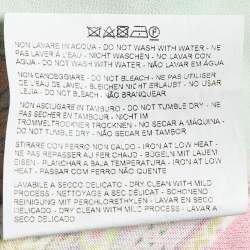 NON LAVARE IN ACQUA - DO NOT WASH WITH WATER - NE
PAS LAVER À L'EAU - NICHT WASCHEN - NO LAVAR CON
AGUA - DO NOT WASH WITH WATER - NÃO LAVAR EM ÁGUA
NON CANDEGGIARE - DO NOT BLEACH - NE PAS UTILISER
DE L'EAU DE JAVEL - BLEICHEN NICHT ERLAUBT - NO USAR
LEJIA - DO NOT BLEACH - NÃO BRANQUEAR
NON ASCIUGARE IN TAMBURO - DO NOT TUMBLE DRY - NE
PAS SÉCHER EN TAMBOUR - NICHT IM
TROMMELTROCKNER TROCKNEN - NO SECAR A MÁQUINA -
DO NOT TUMBLE DRY - NÃO SECAR EM TAMBOR
STIRARE CON FERRO NON CALDO - IRON AT LOW HEAT -
NE PAS REPASSER AU FER CHAUD - BÜGELN MIT LAUEM
EISEN - PLANCHAR A BAJA TEMPERATURA - IRON AT LOW
HEAT - PASSAR COM FERRO NÃO QUENTE
LAVABILE A SECCO DELICATO - DRY CLEAN WITH MILD
PROCESS - NETTOYAGE À SEC DÉLICAT - SCHONENDE
REINIGUNG MIT PERCHLORETHYLEN - LAVADO EN SECO
DELICADO - DRY CLEAN WITH MILD PROCESS - LIMPAR A
SECO DELICADO